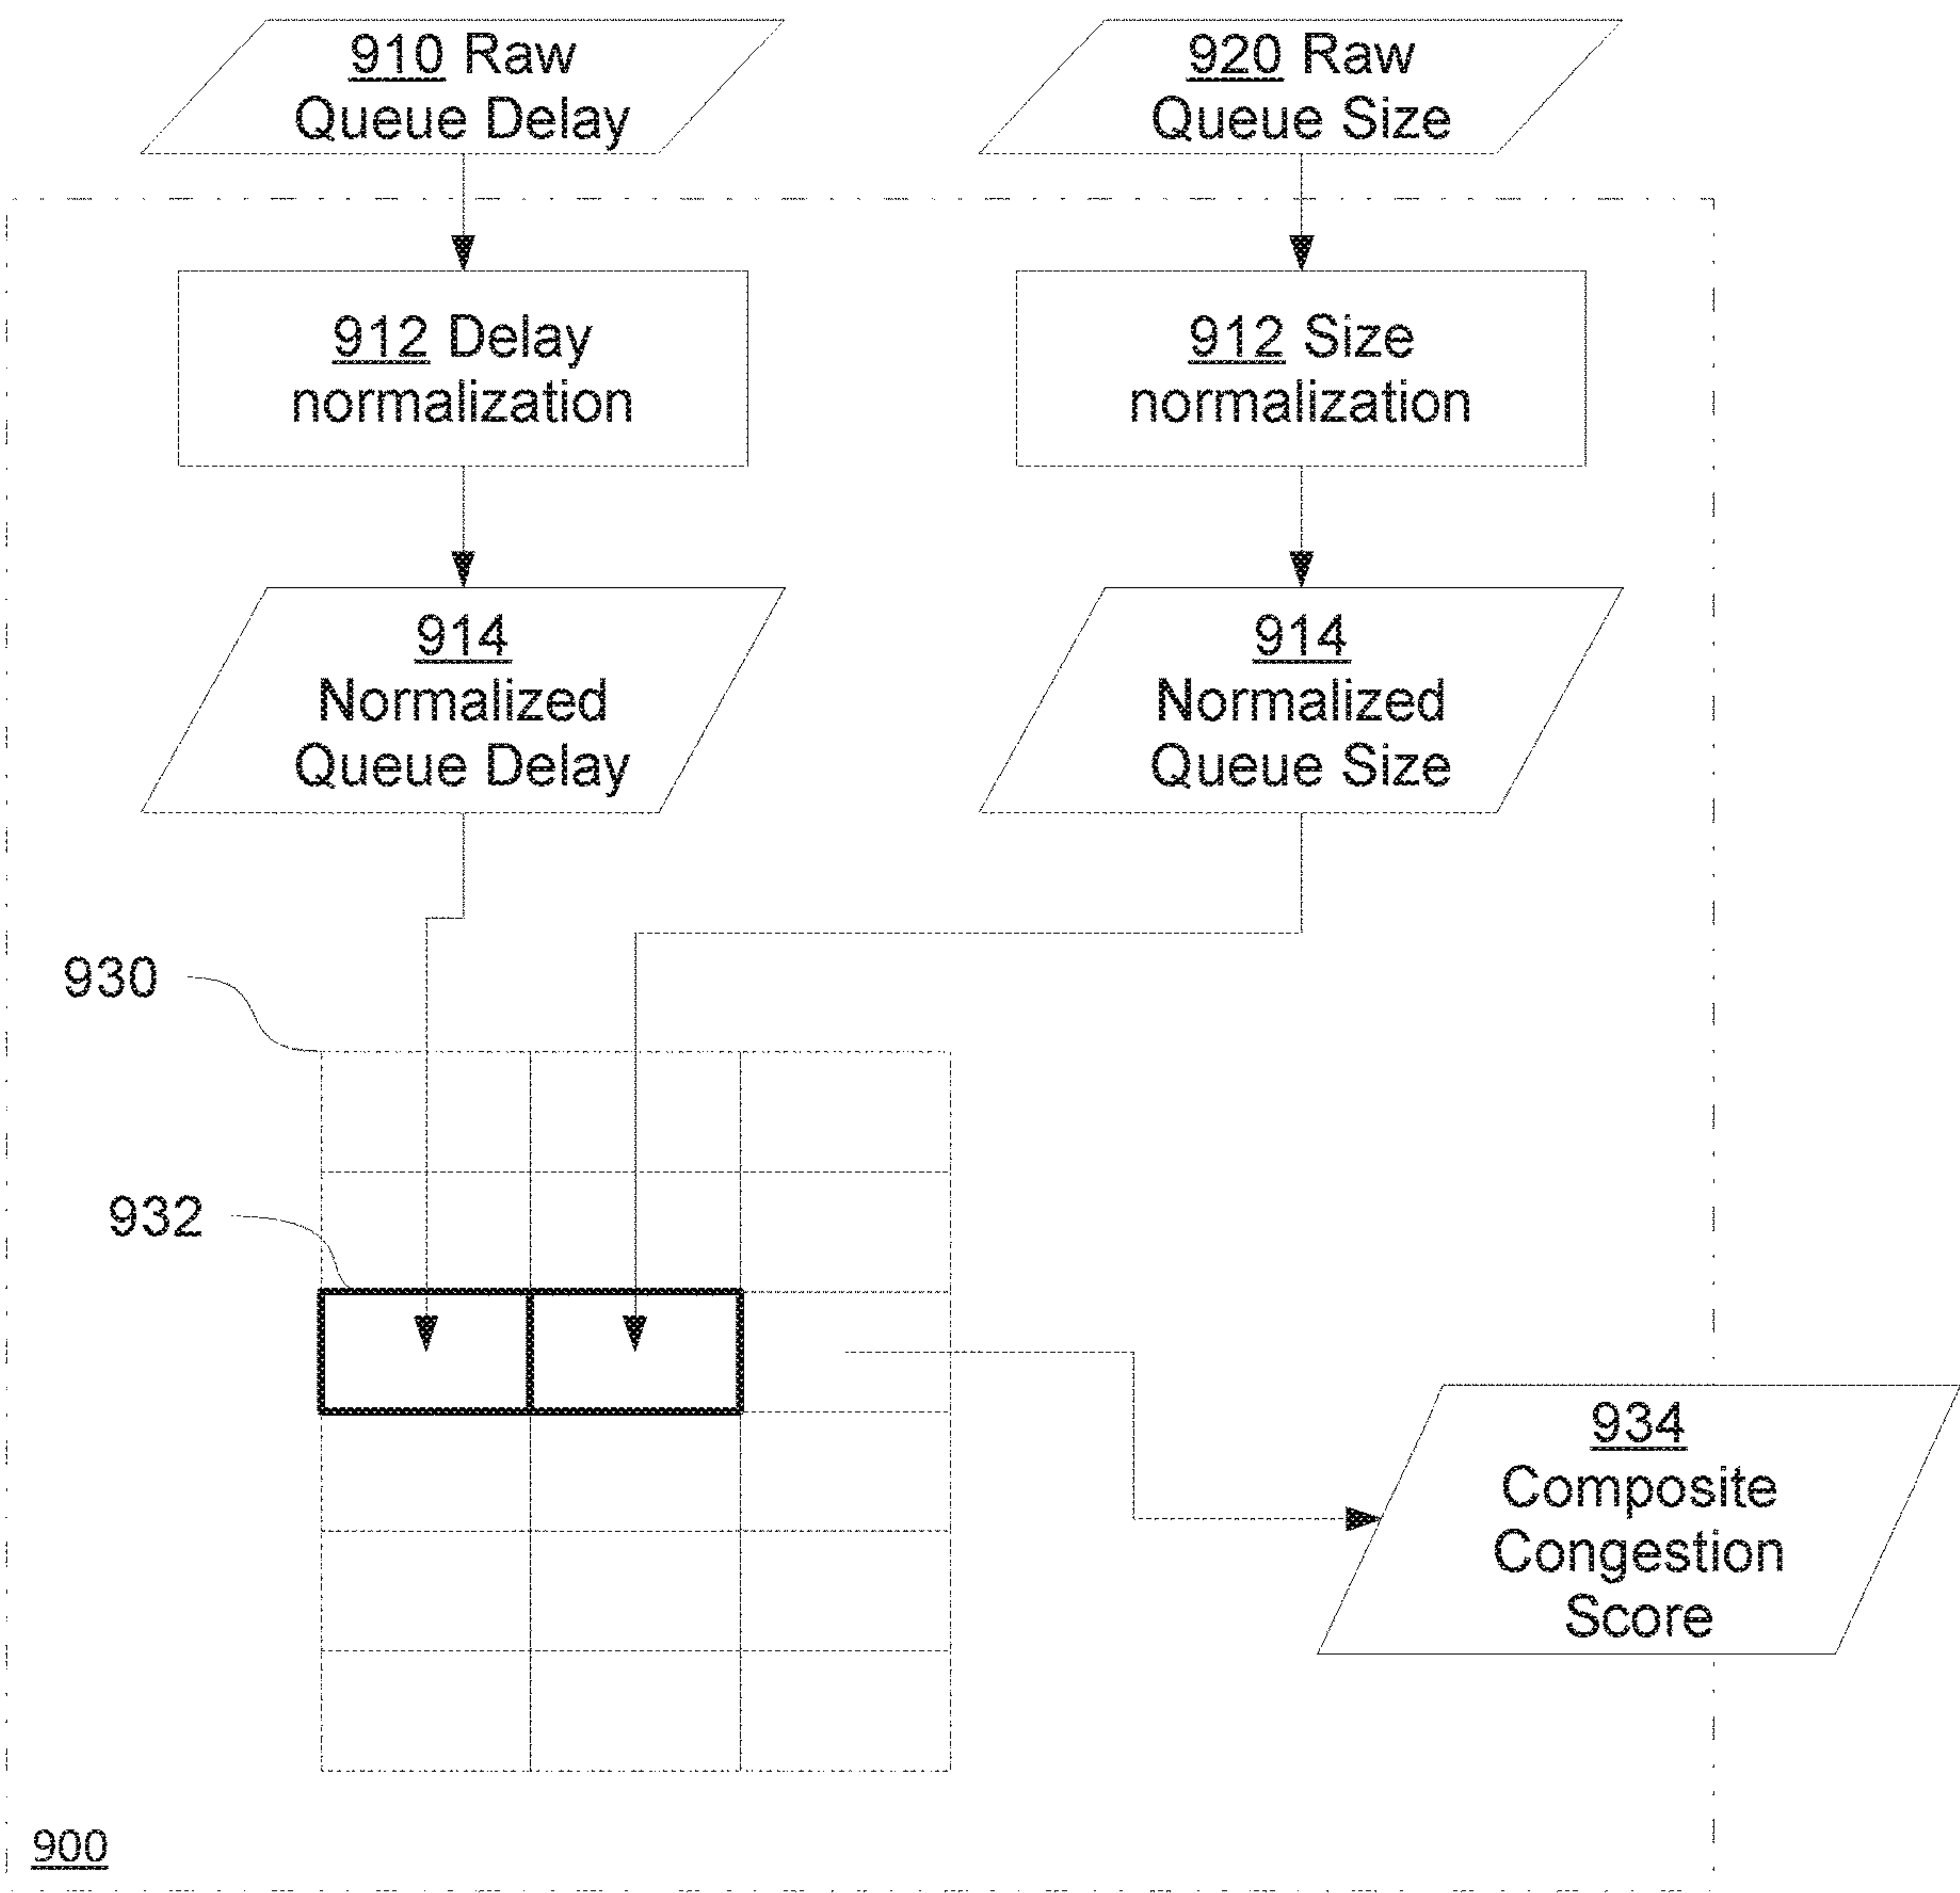 910 Raw
Queue Delay
920 Raw
Queue Size
912 Delay
normalization
912 Size
normalization
914
Normalized
Queue Delay
914
Normalized
Queue Size
930
932
934
Composite
Congestion
Score
900